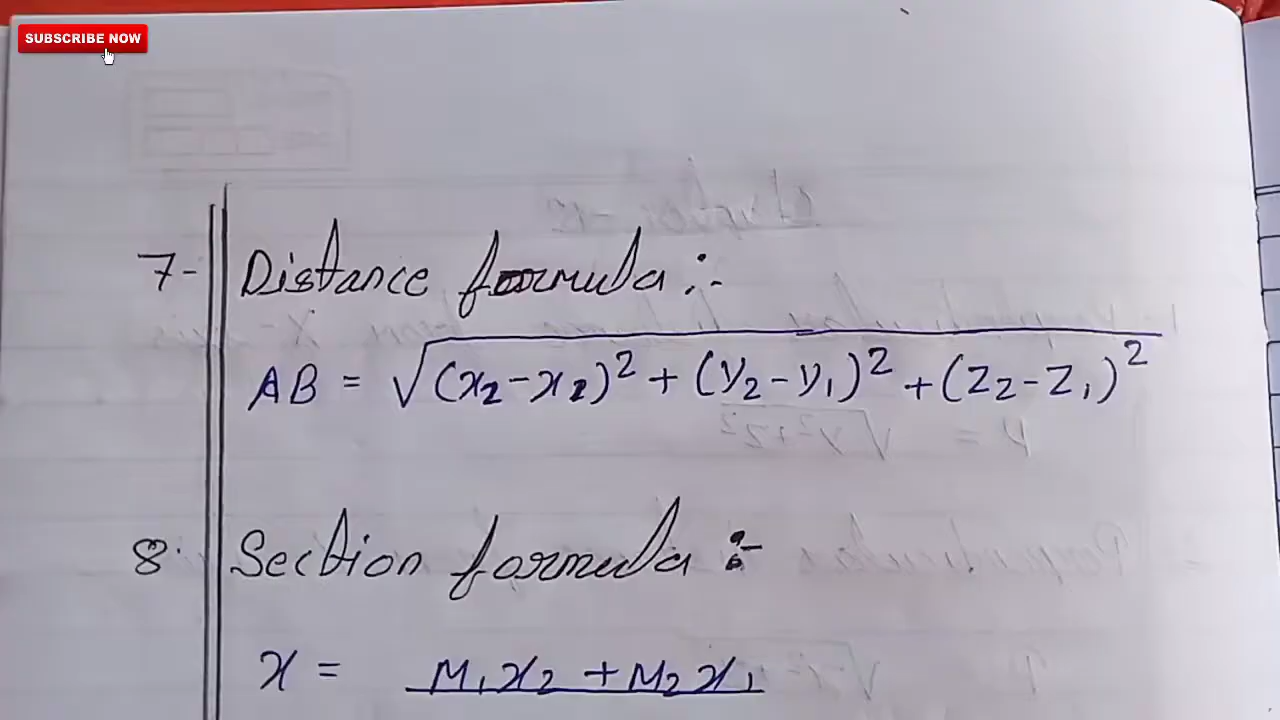 SUBSCRIBE NOW
7- Distance formula :-
AB = √(x₂-x₂)² + (y₂-y₁)² + (z₂-z₁)²
8. Section formula :-
x = M₁x₂ + M₂x₁